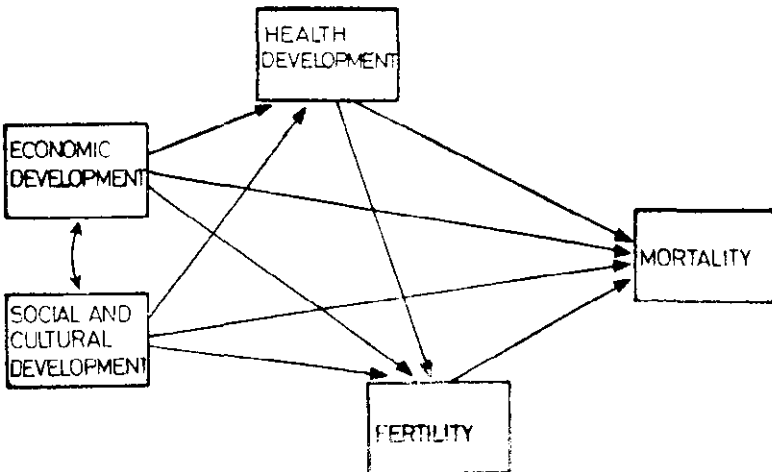 HEALTH
DEVELOPMENT
ECONOMIC
DEVELOPMENT
MORTALITY
SOCIAL AND
CULTURAL
DEVELOPMENT
FERTILITY